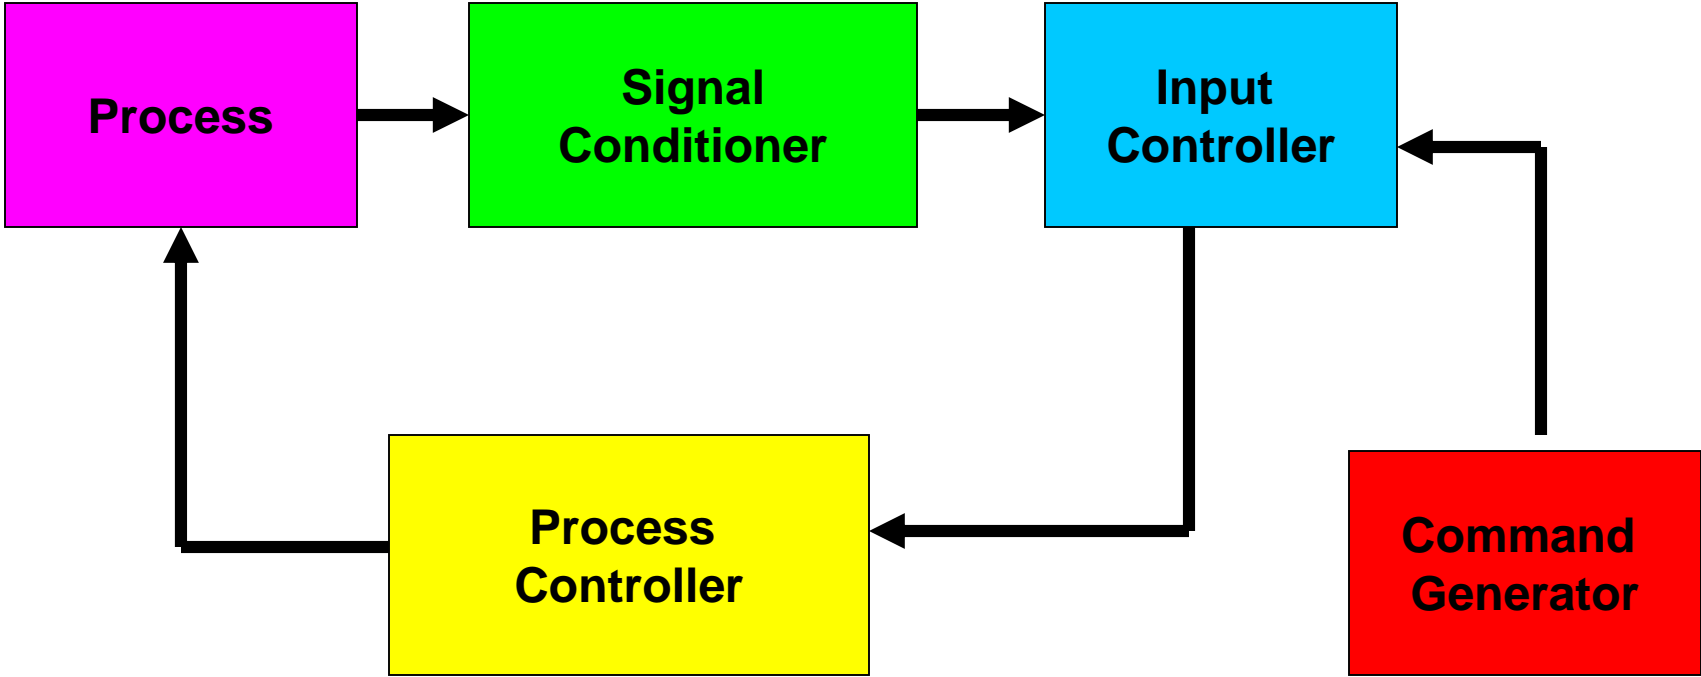 Process
Signal
Conditioner
Input
Controller
Process
Controller
Command
Generator